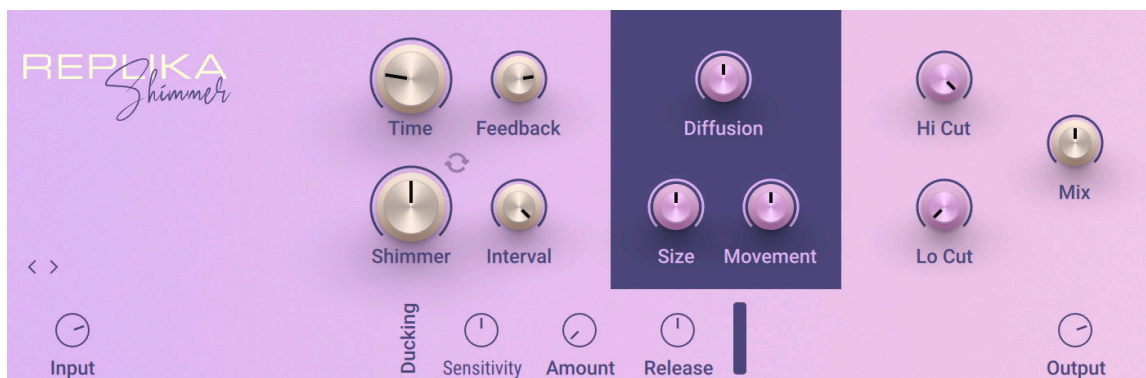 REPLIKA
Shimmer
Time
Feedback
Shimmer
Interval
Diffusion
Size
Movement
Hi Cut
Lo Cut
Mix
< >
Input
Ducking
Sensitivity
Amount
Release
Output